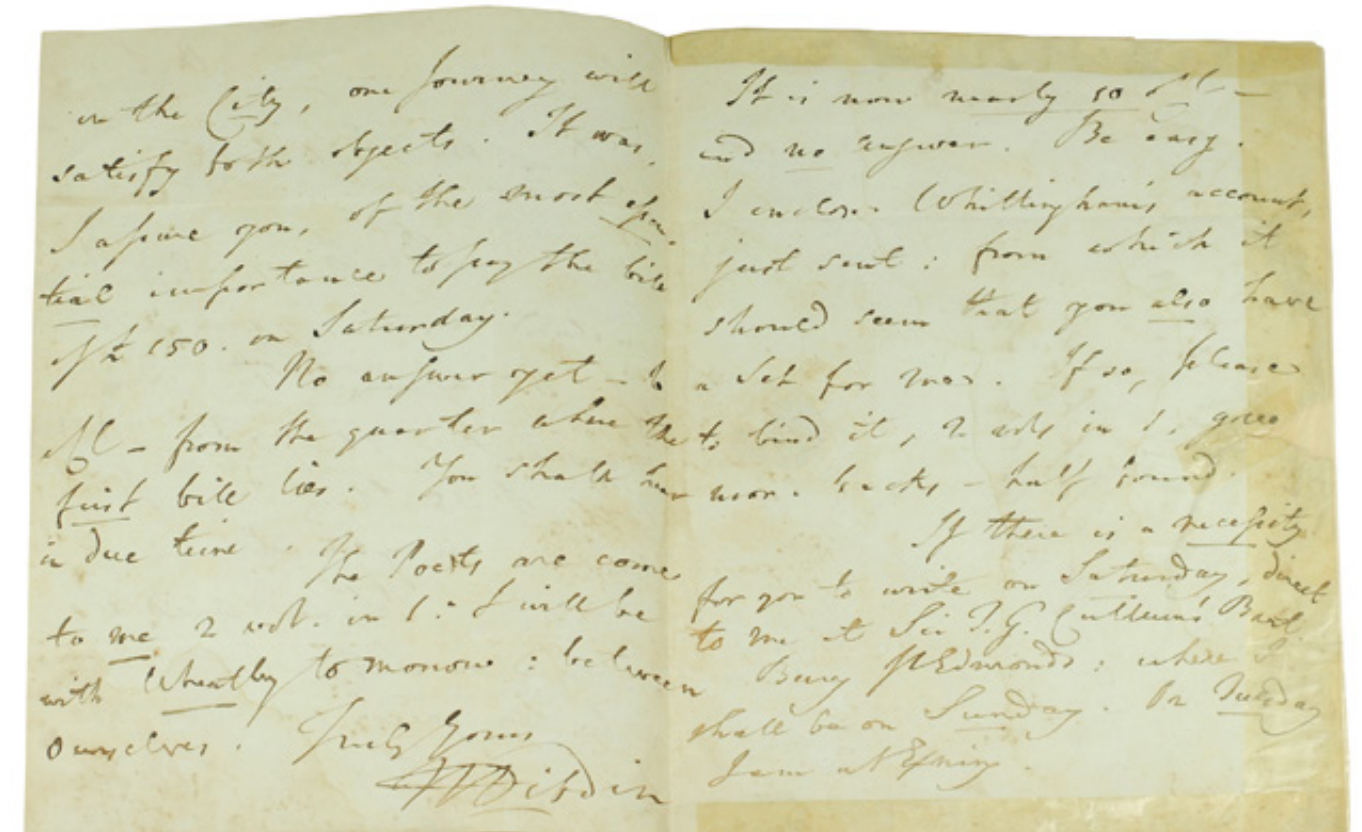 in the City, one journey will
satisfy both objects. It was,
I assure you, of the most essen-
tial importance to pay the bill
of £150. on Saturday.
No answer yet -
- from the quarter where the
first bill lies. You shall hear
in due time. The Poets are come
to me 2 vol. in 1: I will be
with Wheatley to morrow: between
ourselves. Truly Yours
TFDibdin
It is now nearly 10
and no answer. Be easy.
I enclose Whittingham's account,
just sent: from which it
should seem that you also have
a set for me. If so, please
to bind it, 2 vols in 1, green
mor. backs - half bound.
If there is a necessity
for you to write on Saturday, direct
to me at Sir T.G. Cullum's Bart.
Bury St Edmonds: where I
shall be on Sunday. On Tuesday
I am at Exning.